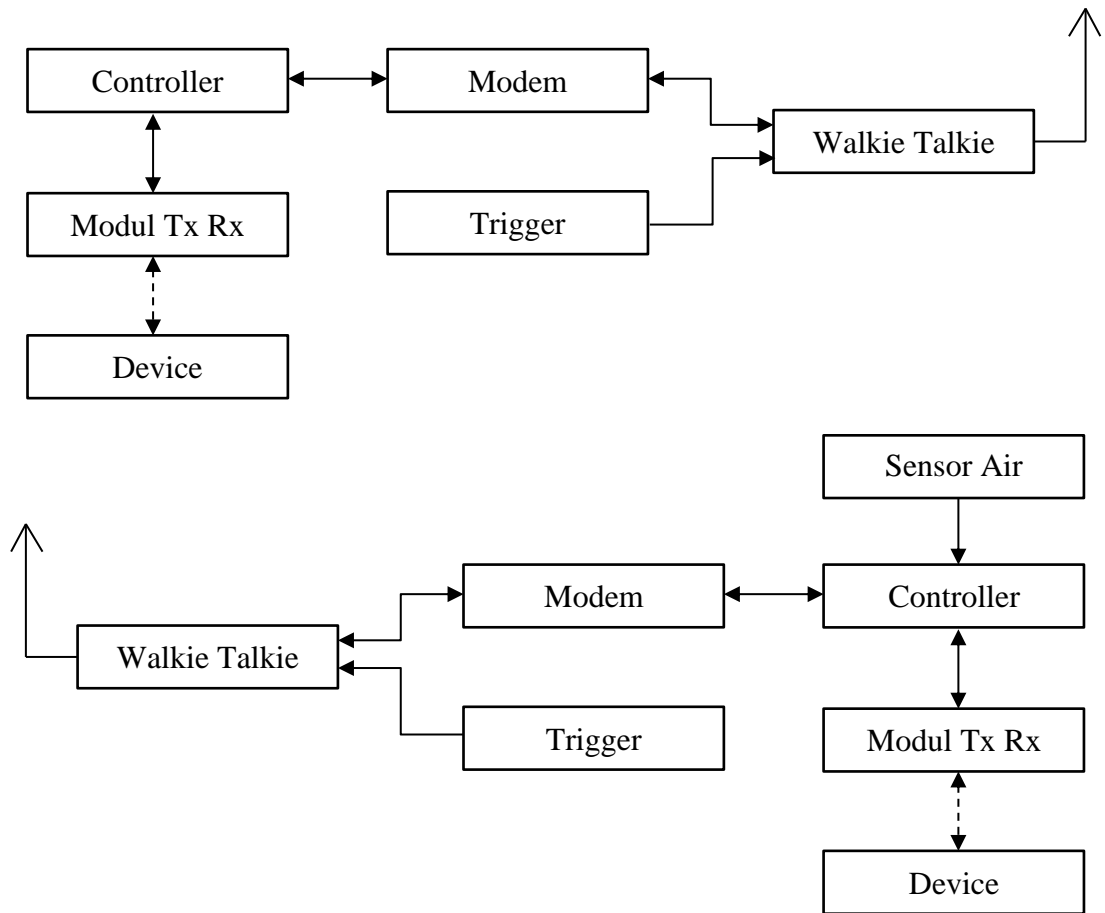 Controller
Modem
Walkie Talkie
Modul Tx Rx
Trigger
Device
Sensor Air
Modem
Controller
Walkie Talkie
Trigger
Modul Tx Rx
Device